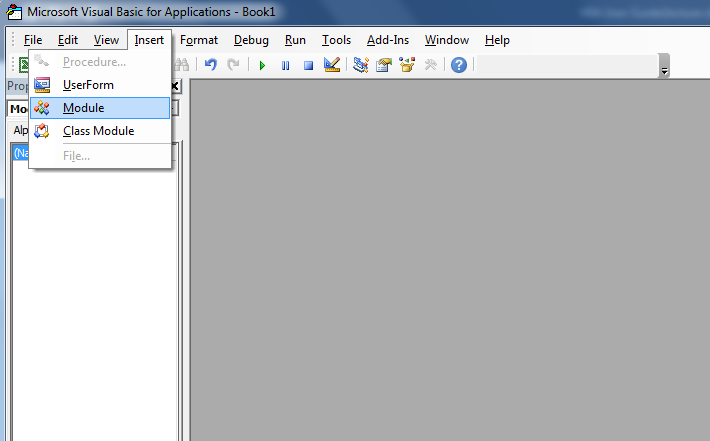 Microsoft Visual Basic for Applications - Book1
File Edit View Insert Format Debug Run Tools Add-Ins Window Help
Procedure...
UserForm
Module
Class Module
File...
Prop
Mo
Alp
(Na